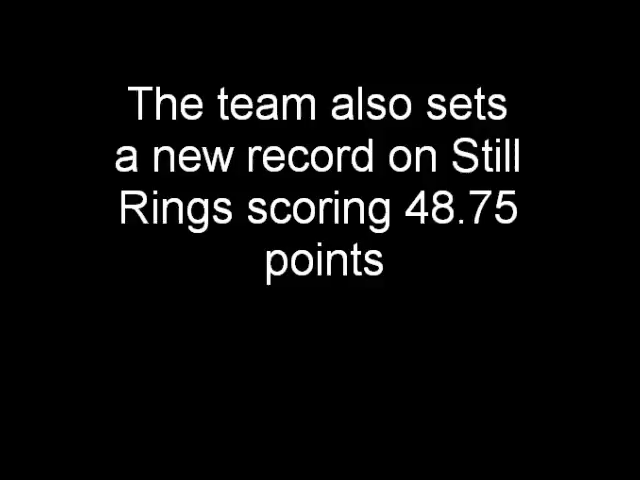 The team also sets
a new record on Still
Rings scoring 48.75
points